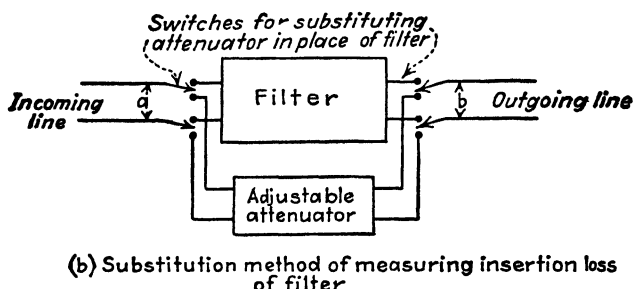 Switches for substituting
attenuator in place of filter
Incoming
line
a
Filter
b
Outgoing line
Adjustable
attenuator
(b) Substitution method of measuring insertion loss
of filter